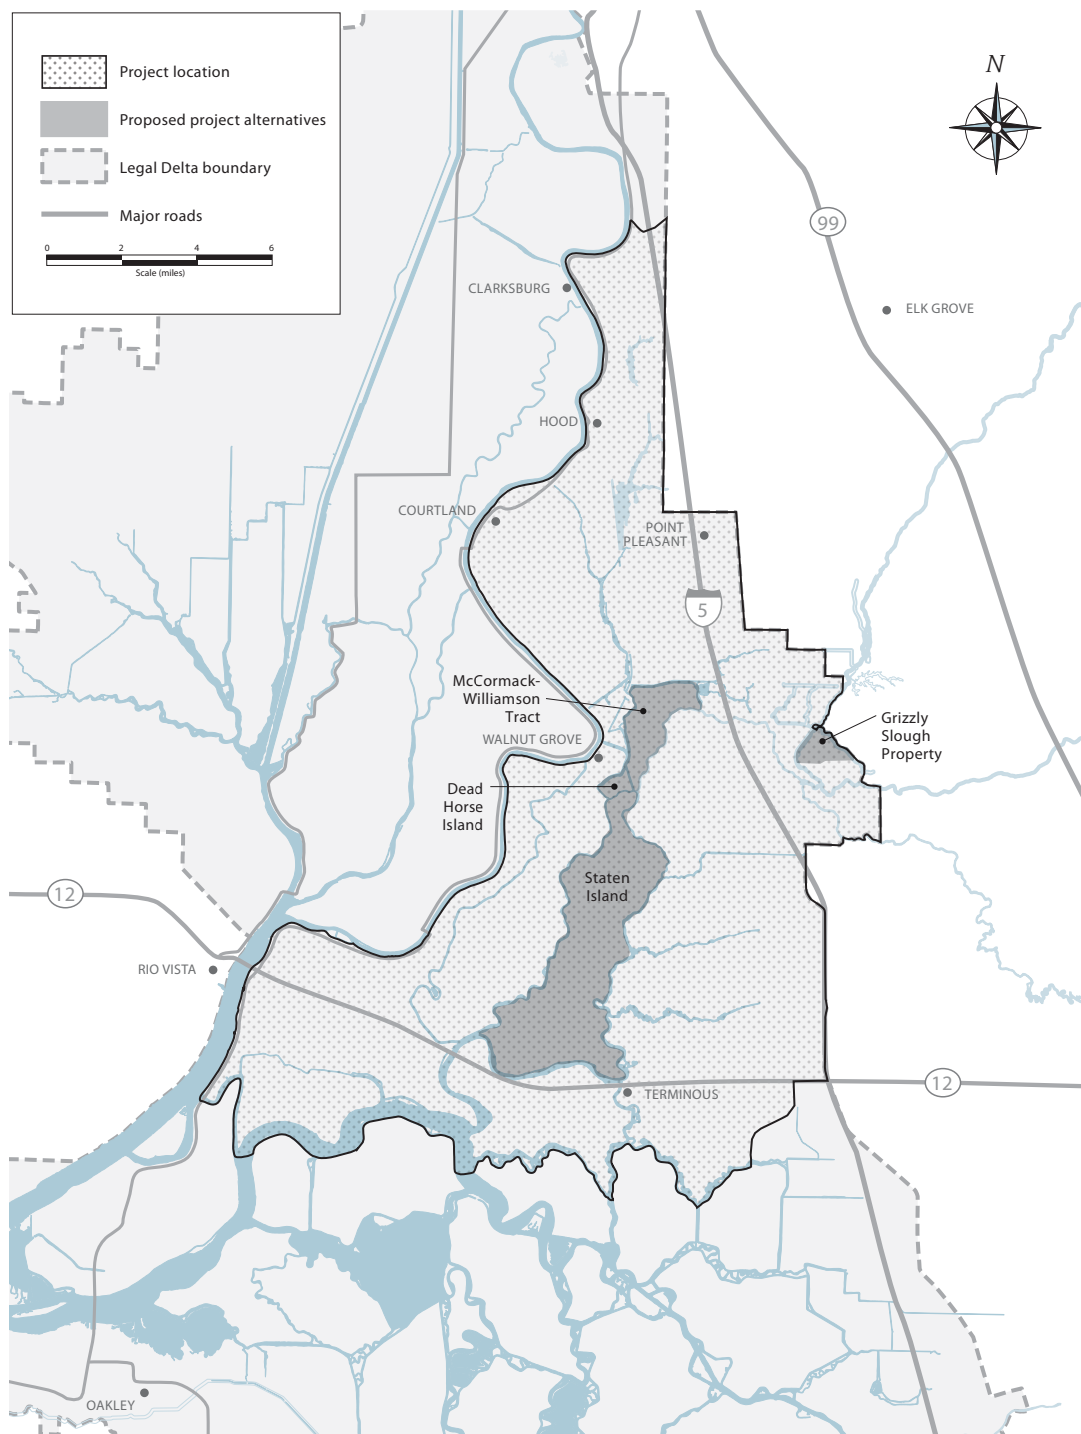 Project location
Proposed project alternatives
Legal Delta boundary
Major roads
0 2 4 6
Scale (miles)
N
99
CLARKSBURG
ELK GROVE
HOOD
COURTLAND
POINT
PLEASANT
5
McCormack-
Williamson
Tract
Grizzly
Slough
Property
WALNUT GROVE
Dead
Horse
Island
Staten
Island
12
RIO VISTA
12
TERMINOUS
OAKLEY